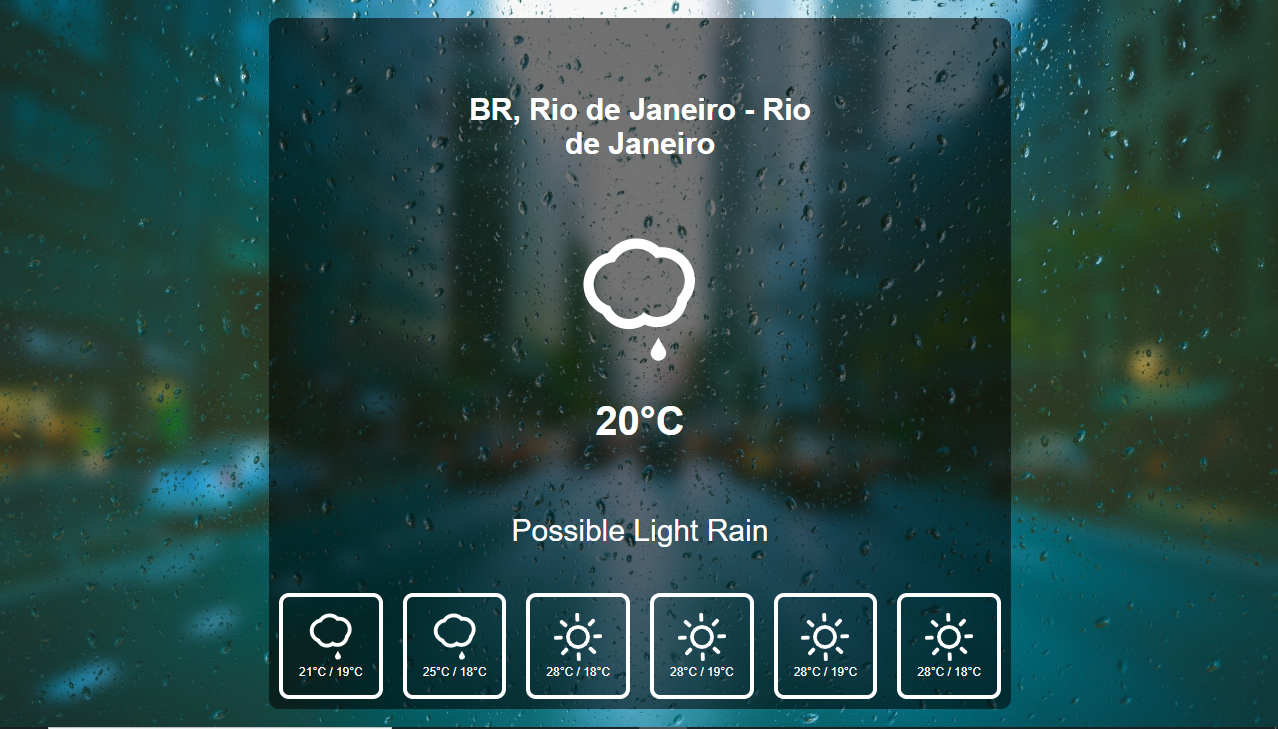 BR, Rio de Janeiro - Rio
de Janeiro
20°C
Possible Light Rain
21°C / 19°C
25°C / 18°C
28°C / 18°C
28°C / 19°C
28°C / 19°C
28°C / 18°C